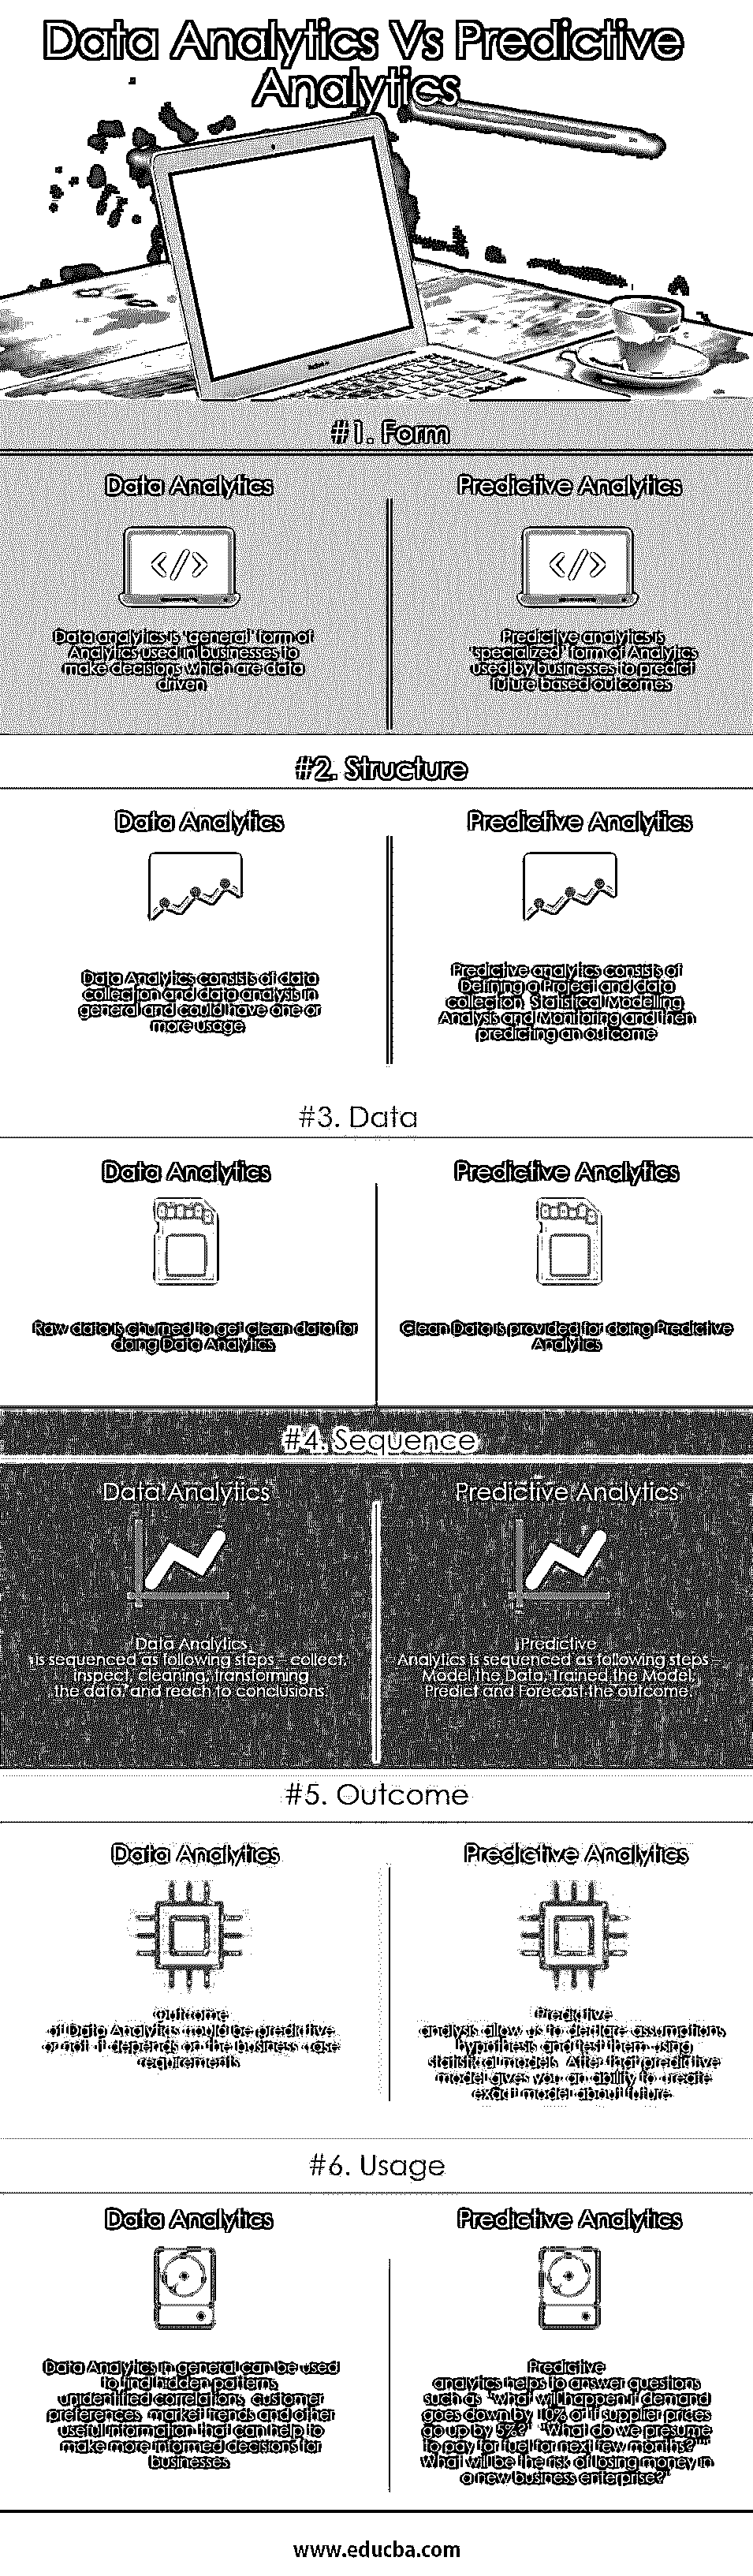 Data Analytics Vs Predictive
Analytics
#1. Form
Data Analytics
Data analytics is 'general' form of
Analytics used in businesses to
make decisions which are data
driven
Predictive Analytics
Predictive analytics is
'specialized' form of Analytics
used by businesses to predict
future based outcomes
#2. Structure
Data Analytics
Data Analytics consists of data
collection and data analysis in
general and could have one or
more usage
Predictive Analytics
Predictive analytics consists of
Defining a Project and data
collection, Statistical Modelling,
Analysis and Monitoring and then
predicting an outcome
#3. Data
Data Analytics
Raw data is churned to get clean data for
doing Data Analytics
Predictive Analytics
Clean Data is provided for doing Predictive
Analytics
#4. Sequence
Data Analytics
Data Analytics
is sequenced as following steps – collect,
inspect, cleaning, transforming
the data, and reach to conclusions.
Predictive Analytics
Predictive
Analytics is sequenced as following steps –
Model the Data, Trained the Model,
Predict and Forecast the outcome.
#5. Outcome
Data Analytics
Outcome
of Data Analytics could be predictive
or not it depends on the business case
requirements
Predictive Analytics
Predictive
analysis allow us to declare assumptions
hypothesis and test them using
statistical models. After that predictive
model gives you an ability to create
exact model about future.
#6. Usage
Data Analytics
Data Analytics in general can be used
to find hidden patterns,
unidentified correlations, customer
preferences, market trends and other
useful information that can help to
make more informed decisions for
businesses
Predictive Analytics
Predictive
analytics helps to answer questions
such as "what will happen if demand
goes down by 10% or if supplier prices
go up by 5%?" "What do we presume
to pay for fuel for next few months?"
What will be the risk of losing money in
a new business enterprise?"
www.educba.com